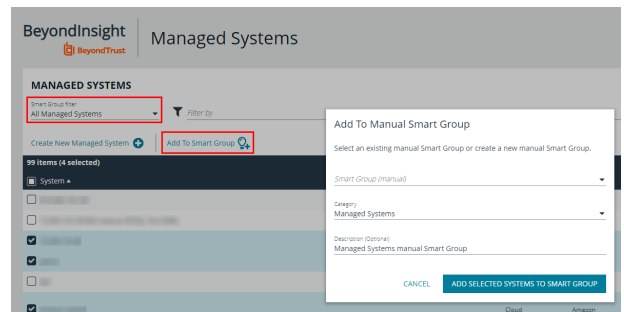 BeyondInsight
BeyondTrust
Managed Systems
MANAGED SYSTEMS
Smart Group filter
All Managed Systems
Filter by
Create New Managed System
Add To Smart Group
99 items (4 selected)
System
Add To Manual Smart Group
Select an existing manual Smart Group or create a new manual Smart Group.
Smart Group (manual)
Category
Managed Systems
Description (Optional)
Managed Systems manual Smart Group
CANCEL
ADD SELECTED SYSTEMS TO SMART GROUP
Cloud
Amazon